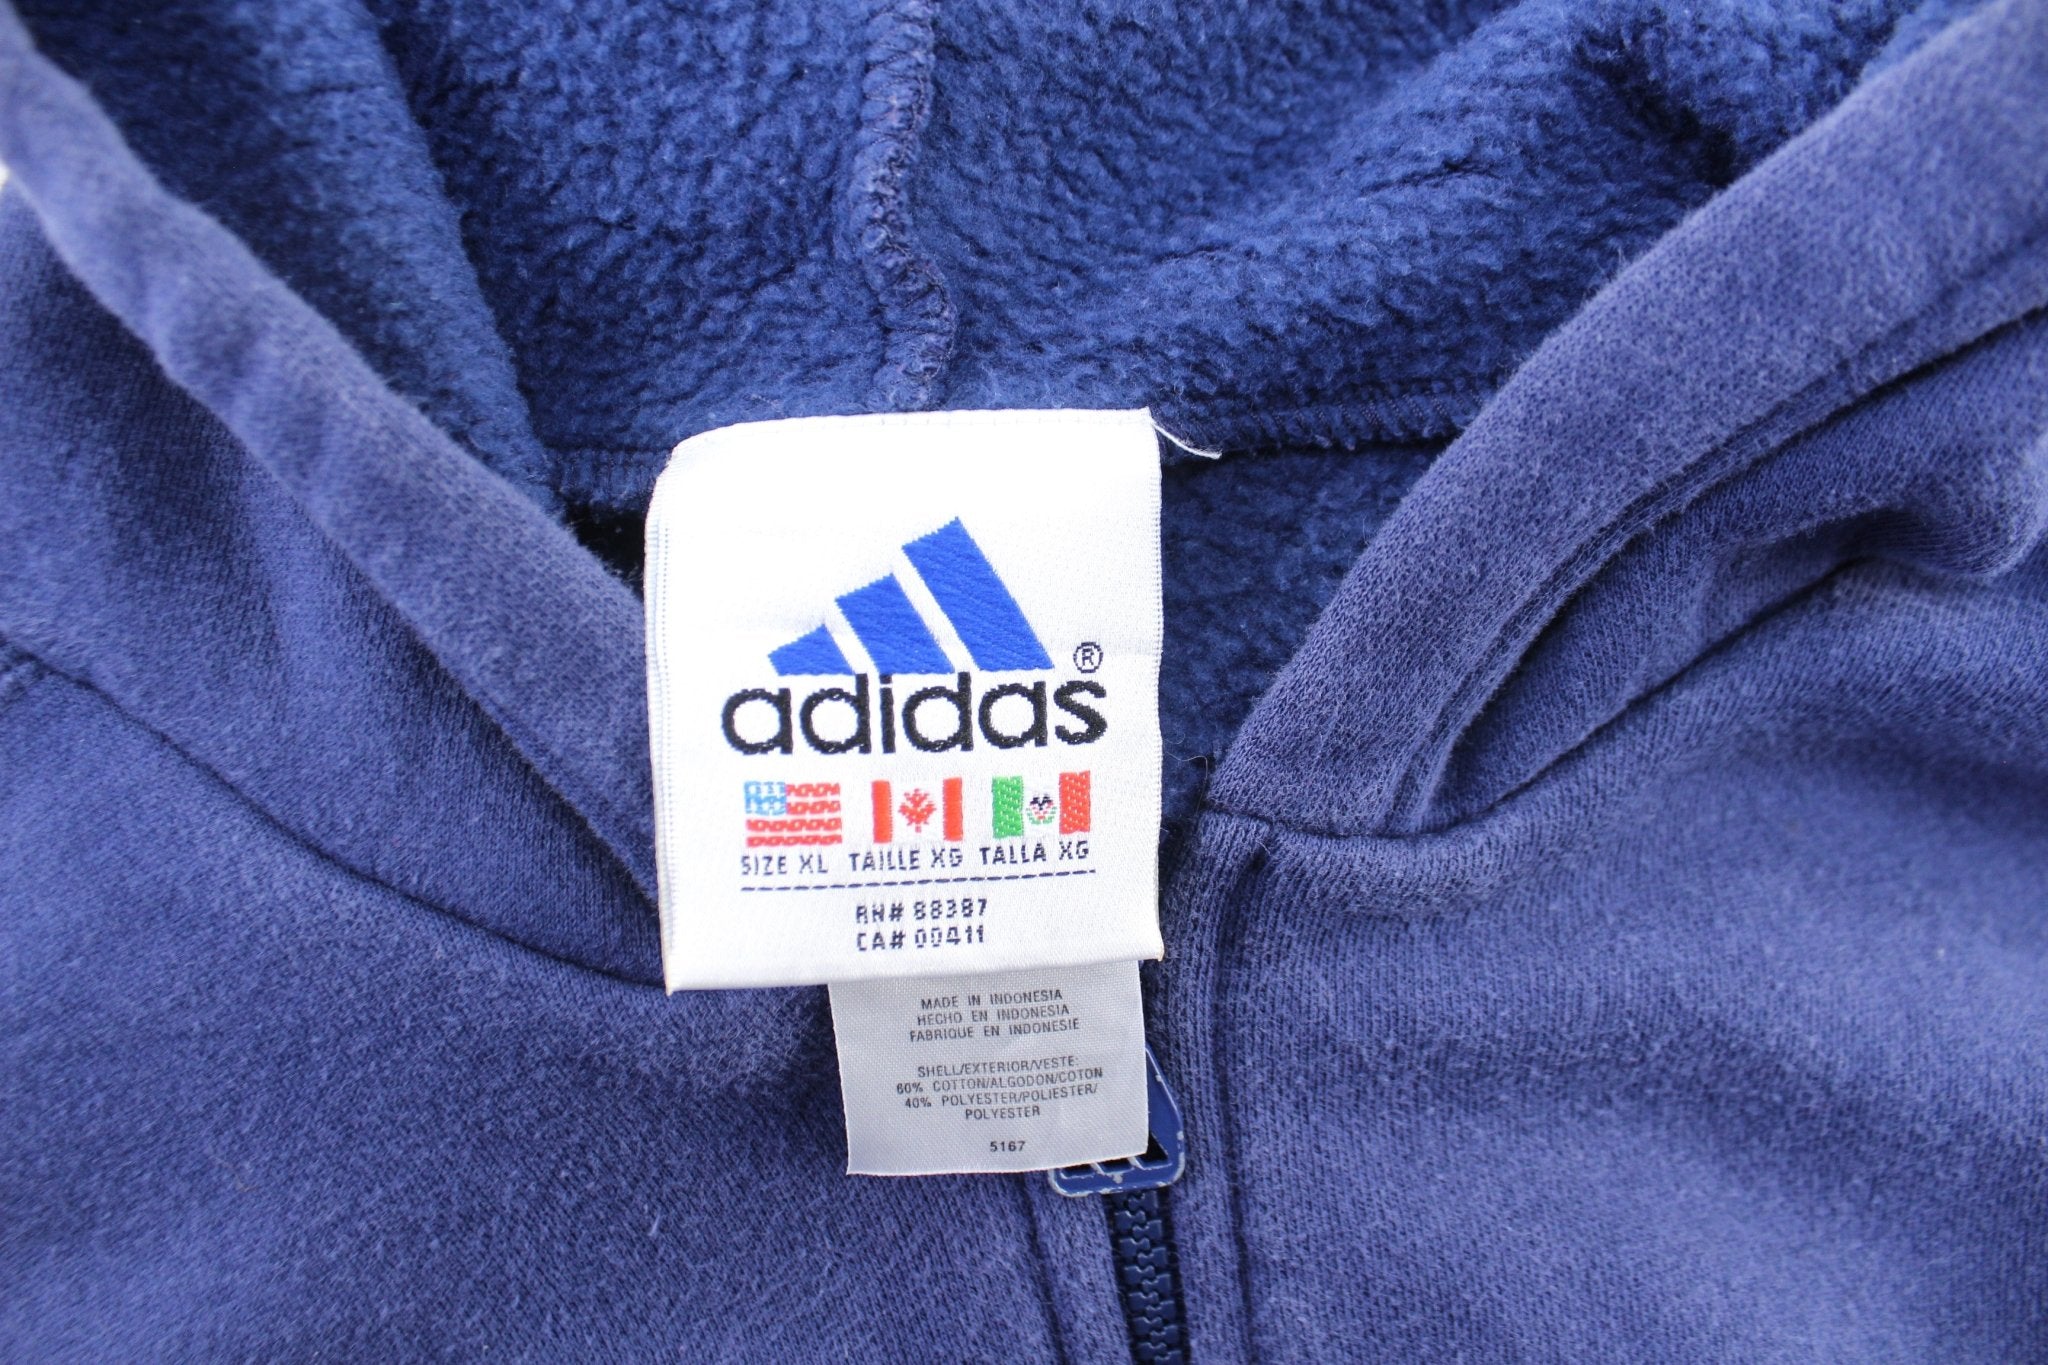 adidas®
SIZE XL TAILLE XG TALLA XG
RN# 88387
CA# 00411
MADE IN INDONESIA
HECHO EN INDONESIA
FABRIQUE EN INDONESIE
SHELL/EXTERIOR/VESTE:
60% COTTON/ALGODON/COTON
40% POLYESTER/POLIESTER/
POLYESTER
5167